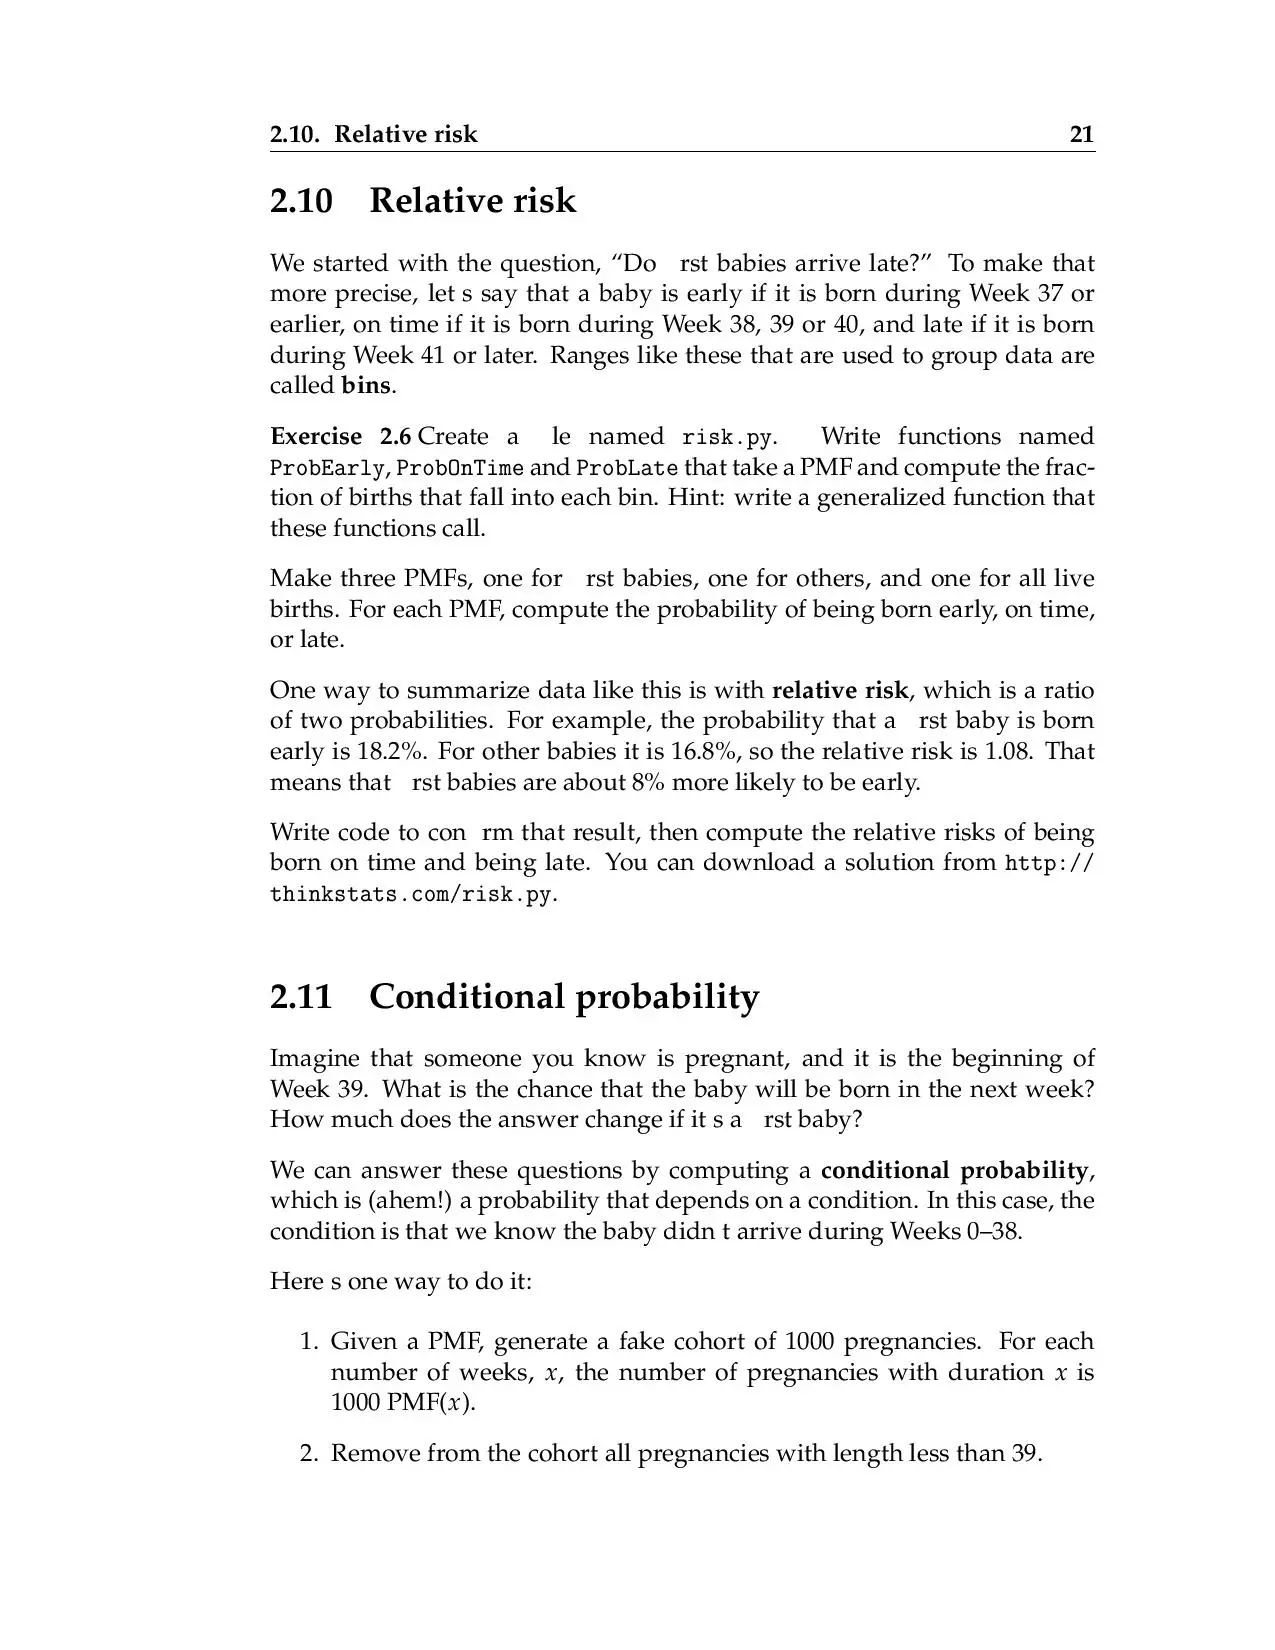 2.10. Relative risk 21
2.10 Relative risk
We started with the question, “Do rst babies arrive late?” To make that
more precise, let s say that a baby is early if it is born during Week 37 or
earlier, on time if it is born during Week 38, 39 or 40, and late if it is born
during Week 41 or later. Ranges like these that are used to group data are
called bins.
Exercise 2.6 Create a le named risk.py. Write functions named
ProbEarly, ProbOnTime and ProbLate that take a PMF and compute the frac-
tion of births that fall into each bin. Hint: write a generalized function that
these functions call.
Make three PMFs, one for rst babies, one for others, and one for all live
births. For each PMF, compute the probability of being born early, on time,
or late.
One way to summarize data like this is with relative risk, which is a ratio
of two probabilities. For example, the probability that a rst baby is born
early is 18.2%. For other babies it is 16.8%, so the relative risk is 1.08. That
means that rst babies are about 8% more likely to be early.
Write code to con rm that result, then compute the relative risks of being
born on time and being late. You can download a solution from http://
thinkstats.com/risk.py.
2.11 Conditional probability
Imagine that someone you know is pregnant, and it is the beginning of
Week 39. What is the chance that the baby will be born in the next week?
How much does the answer change if it s a rst baby?
We can answer these questions by computing a conditional probability,
which is (ahem!) a probability that depends on a condition. In this case, the
condition is that we know the baby didn t arrive during Weeks 0–38.
Here s one way to do it:
1. Given a PMF, generate a fake cohort of 1000 pregnancies. For each
number of weeks, x, the number of pregnancies with duration x is
1000 PMF(x).
2. Remove from the cohort all pregnancies with length less than 39.